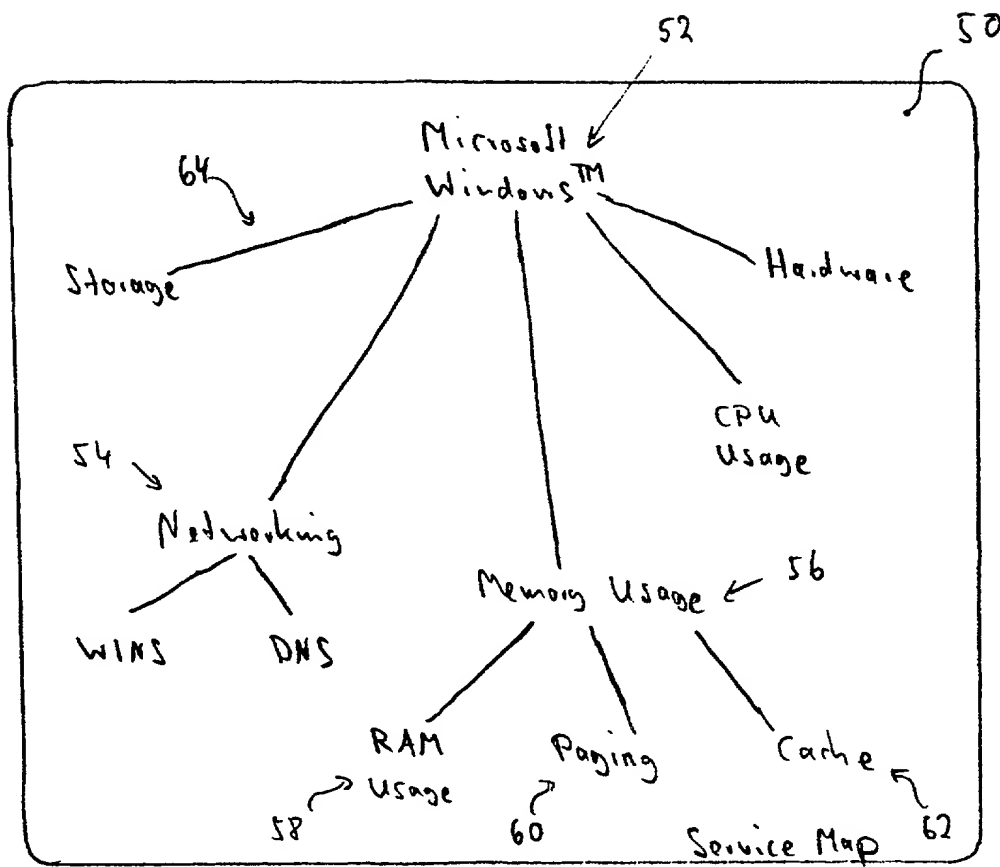 52
50
Microsoft
Windows™
64
Storage
Hardware
CPU
Usage
54
Networking
56
Memory Usage
WINS
DNS
RAM
Usage
Paging
Cache
58
60
62
Service Map